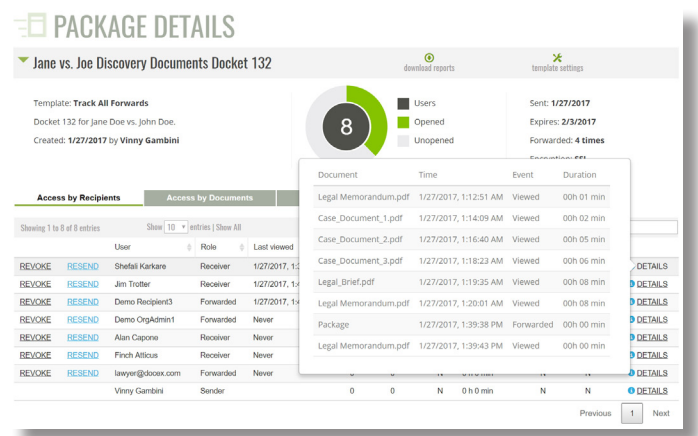 PACKAGE DETAILS
Jane vs. Joe Discovery Documents Docket 132
download reports
template settings
Template: Track All Forwards
Docket 132 for Jane Doe vs. John Doe.
Created: 1/27/2017 by Vinny Gambini
8
Users
Opened
Unopened
Sent: 1/27/2017
Expires: 2/3/2017
Forwarded: 4 times
Encryption: SSL
Document Time Event Duration
Legal Memorandum.pdf 1/27/2017, 1:12:51 AM Viewed 00h 01 min
Case_Document_1.pdf 1/27/2017, 1:14:09 AM Viewed 00h 02 min
Case_Document_2.pdf 1/27/2017, 1:16:40 AM Viewed 00h 05 min
Case_Document_3.pdf 1/27/2017, 1:18:23 AM Viewed 00h 06 min
Legal_Brief.pdf 1/27/2017, 1:19:35 AM Viewed 00h 08 min
Legal Memorandum.pdf 1/27/2017, 1:20:01 AM Viewed 00h 08 min
Package 1/27/2017, 1:39:38 PM Forwarded 00h 00 min
Legal Memorandum.pdf 1/27/2017, 1:39:43 PM Viewed 00h 00 min
Access by Recipients Access by Documents
Showing 1 to 8 of 8 entries Show 10 entries | Show All
User Role Last viewed
REVOKE RESEND Shefali Karkare Receiver 1/27/2017, DETAILS
REVOKE RESEND Jim Trotter Receiver 1/27/2017, DETAILS
REVOKE RESEND Demo Recipient3 Forwarded 1/27/2017, DETAILS
REVOKE RESEND Demo OrgAdmin1 Forwarded Never DETAILS
REVOKE RESEND Alan Capone Receiver Never DETAILS
REVOKE RESEND Finch Atticus Receiver Never DETAILS
REVOKE RESEND lawyer@docex.com Forwarded Never 0 0 N 0 h 0 min N N DETAILS
Vinny Gambini Sender 0 0 N 0 h 0 min N N DETAILS
Previous 1 Next